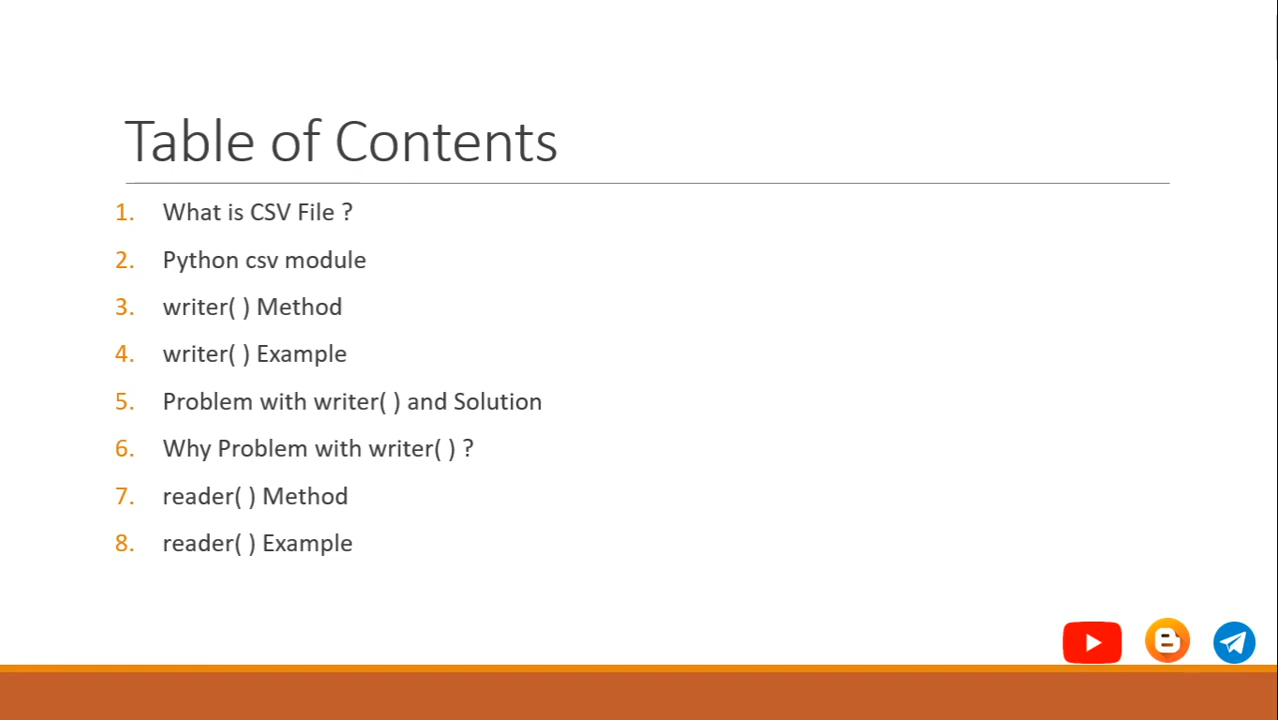 Table of Contents
1. What is CSV File ?
2. Python csv module
3. writer( ) Method
4. writer( ) Example
5. Problem with writer( ) and Solution
6. Why Problem with writer( ) ?
7. reader( ) Method
8. reader( ) Example